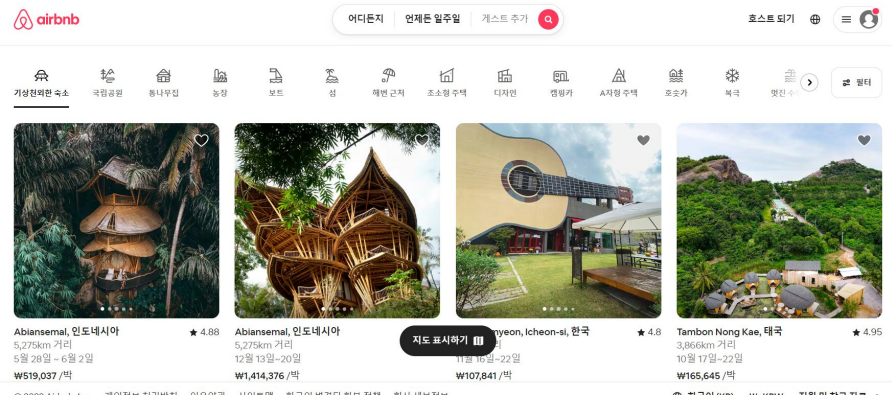 airbnb
어디든지 언제든 일주일 게스트 추가
호스트 되기
기상천외한 숙소 국립공원 통나무집 농장 보트 섬 해변 근처 초소형 주택 디자인 캠핑카 A자형 주택 호숫가 북극 멋진
필터
Abiansemal, 인도네시아 ★ 4.88
5,275km 거리
5월 28일 ~ 6월 2일
₩519,037 /박
Abiansemal, 인도네시아
5,275km 거리
12월 13일~20일
₩1,414,376 /박
Icheon-si, 한국 ★ 4.8
11월 16일~22일
₩107,841 /박
Tambon Nong Kae, 태국 ★ 4.95
3,866km 거리
10월 17일~22일
₩165,645 /박
지도 표시하기